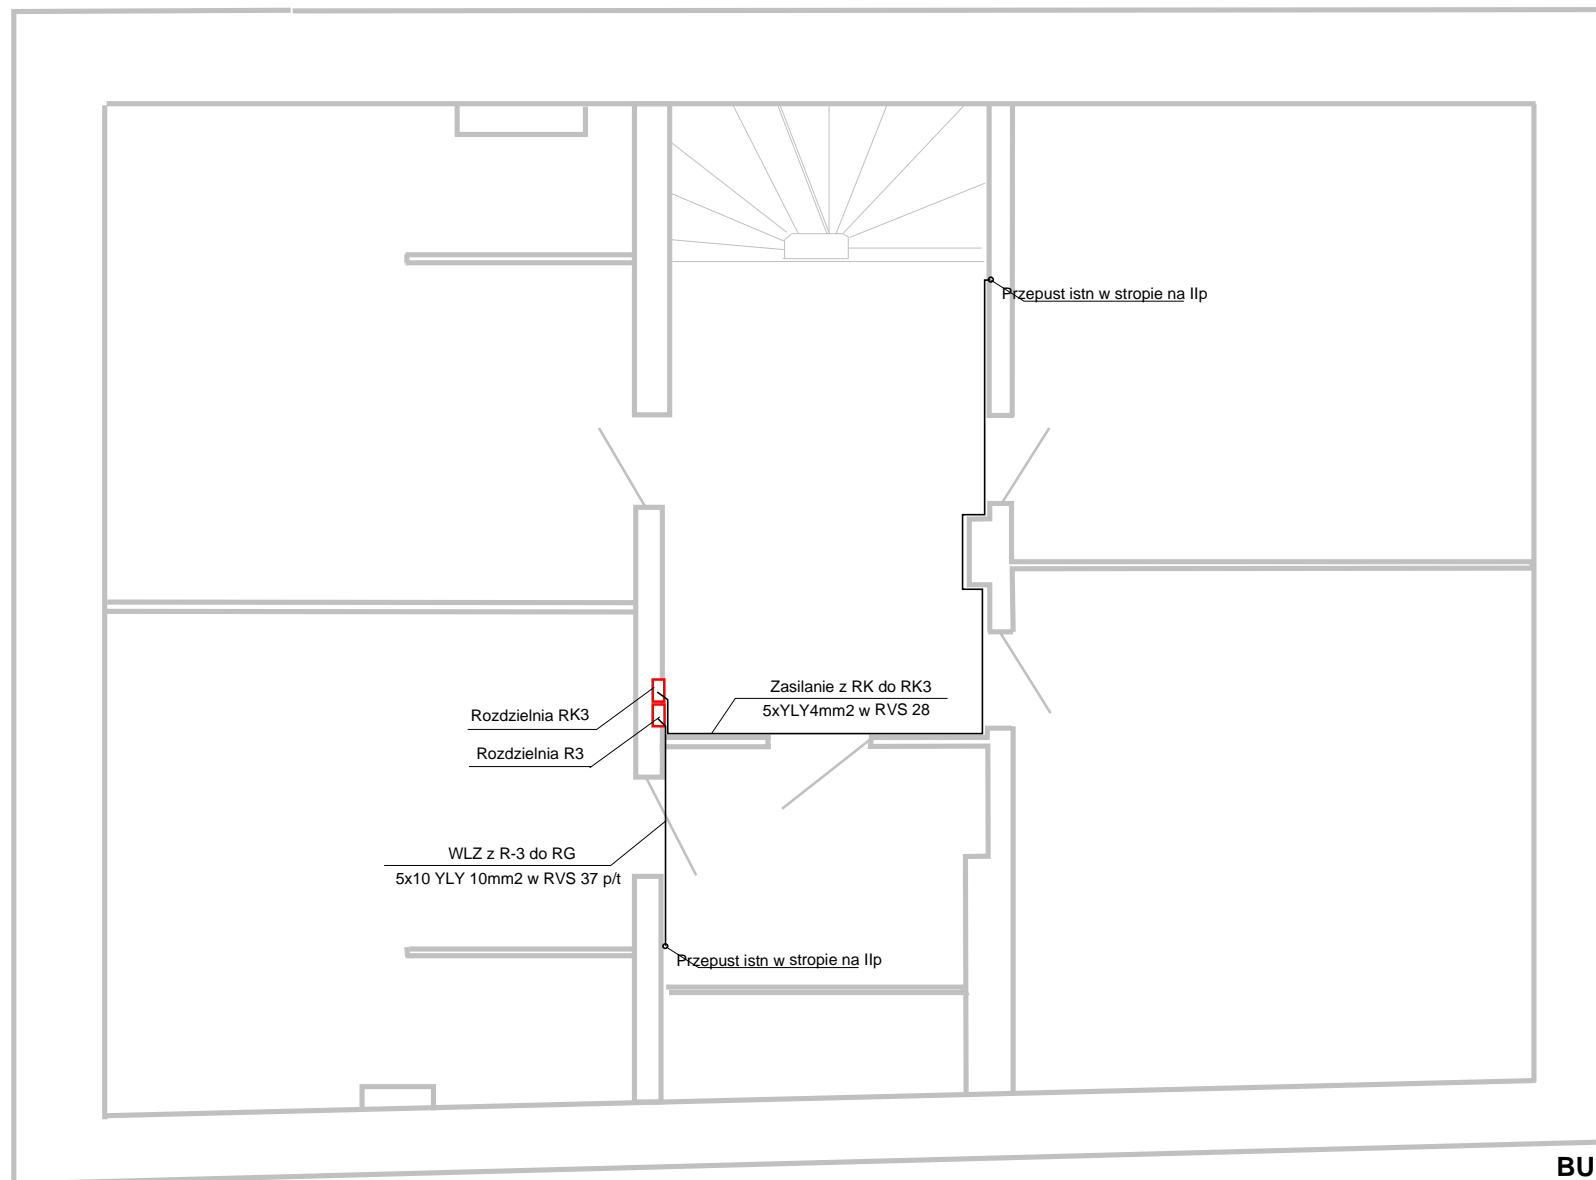 Przepust istn w stropie na IIp
Zasilanie z RK do RK3
5xYLY4mm2 w RVS 28
Rozdzielnia RK3
Rozdzielnia R3
WLZ z R-3 do RG
5x10 YLY 10mm2 w RVS 37 p/t
Przepust istn w stropie na IIp
BU